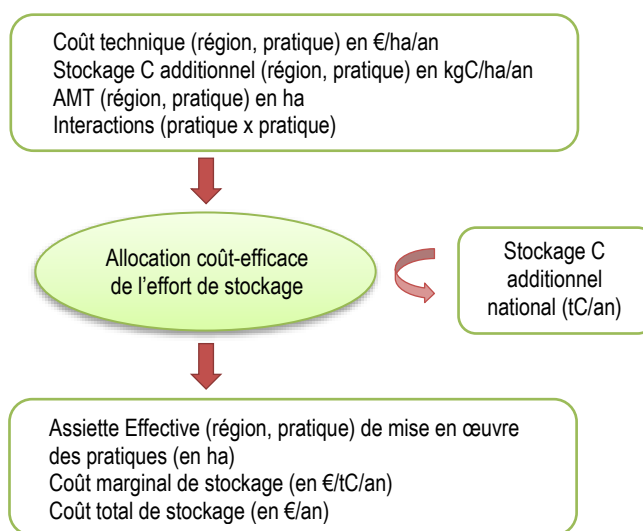 Coût technique (région, pratique) en €/ha/an
Stockage C additionnel (région, pratique) en kgC/ha/an
AMT (région, pratique) en ha
Interactions (pratique x pratique)
Allocation coût-efficace
de l'effort de stockage
Stockage C
additionnel
national (tC/an)
Assiette Effective (région, pratique) de mise en œuvre
des pratiques (en ha)
Coût marginal de stockage (en €/tC/an)
Coût total de stockage (en €/an)